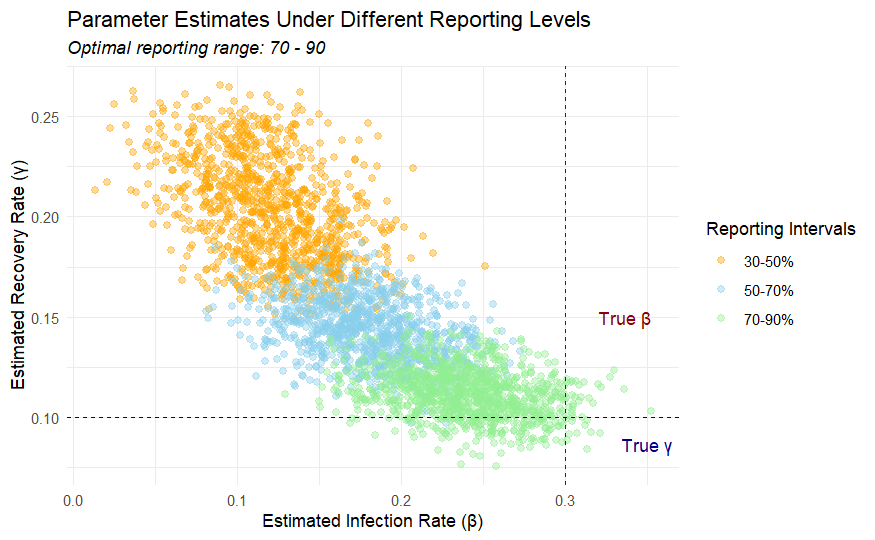 Parameter Estimates Under Different Reporting Levels
Optimal reporting range: 70 - 90
Estimated Recovery Rate (γ)
0.25
0.20
0.15
0.10
True β
True γ
0.0
0.1
0.2
0.3
Estimated Infection Rate (β)
Reporting Intervals
30-50%
50-70%
70-90%